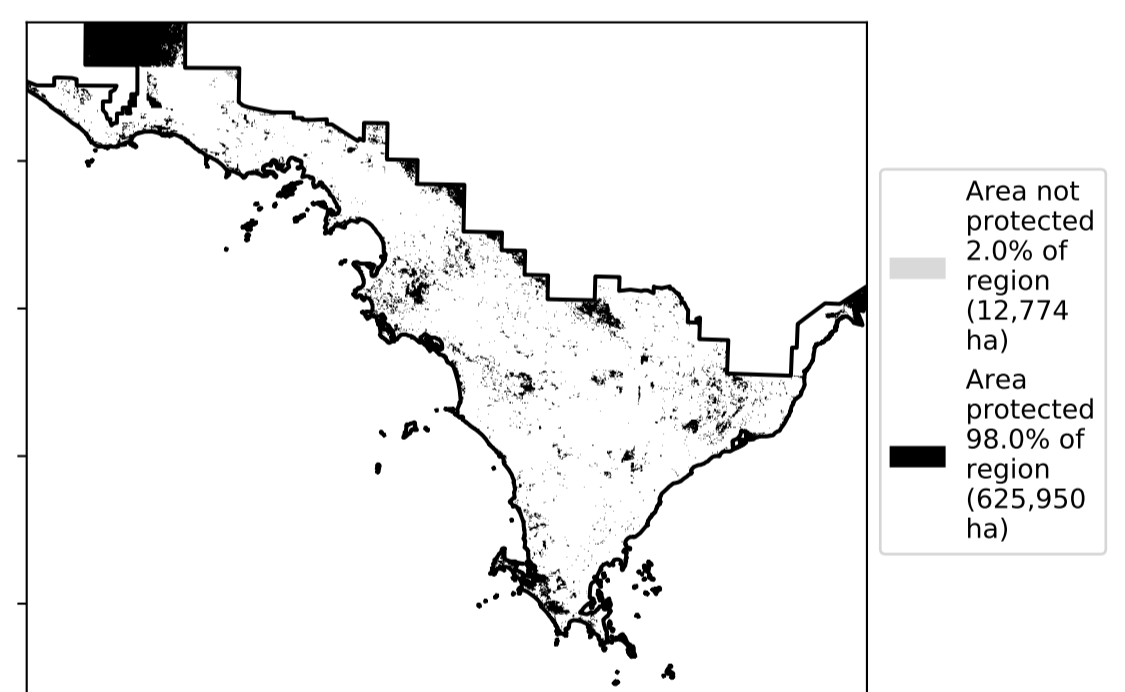 Area not
protected
2.0% of
region
(12,774
ha)
Area
protected
98.0% of
region
(625,950
ha)